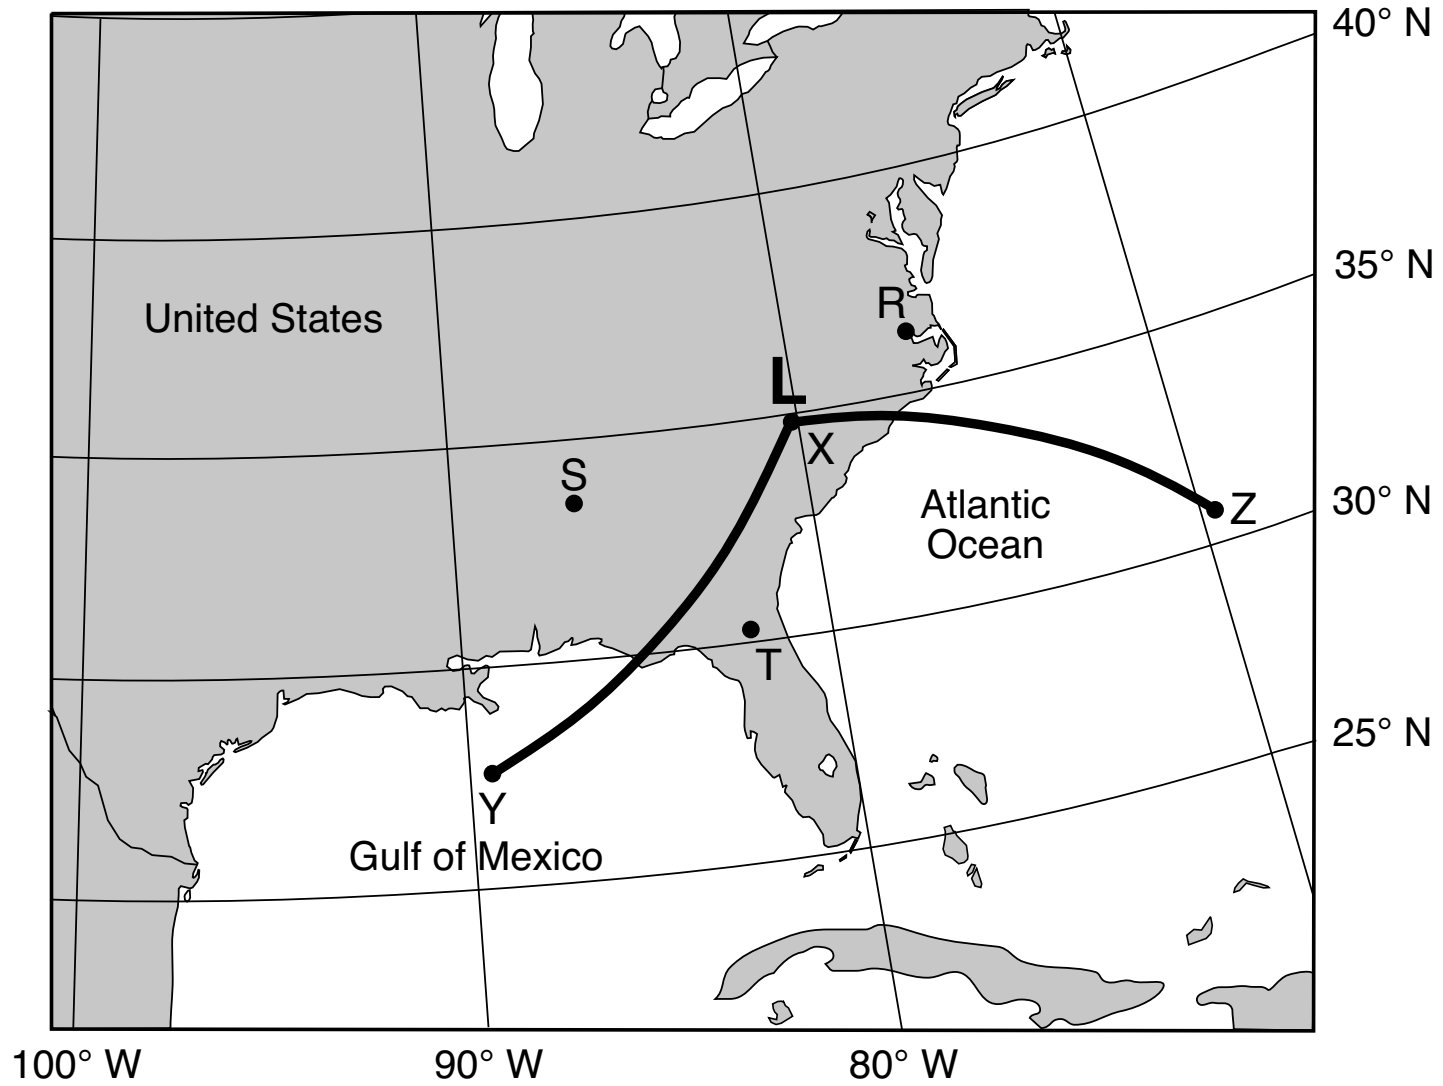 40° N
35° N
United States
R
L
X
S
Atlantic
Ocean
Z
30° N
T
25° N
Y
Gulf of Mexico
100° W
90° W
80° W